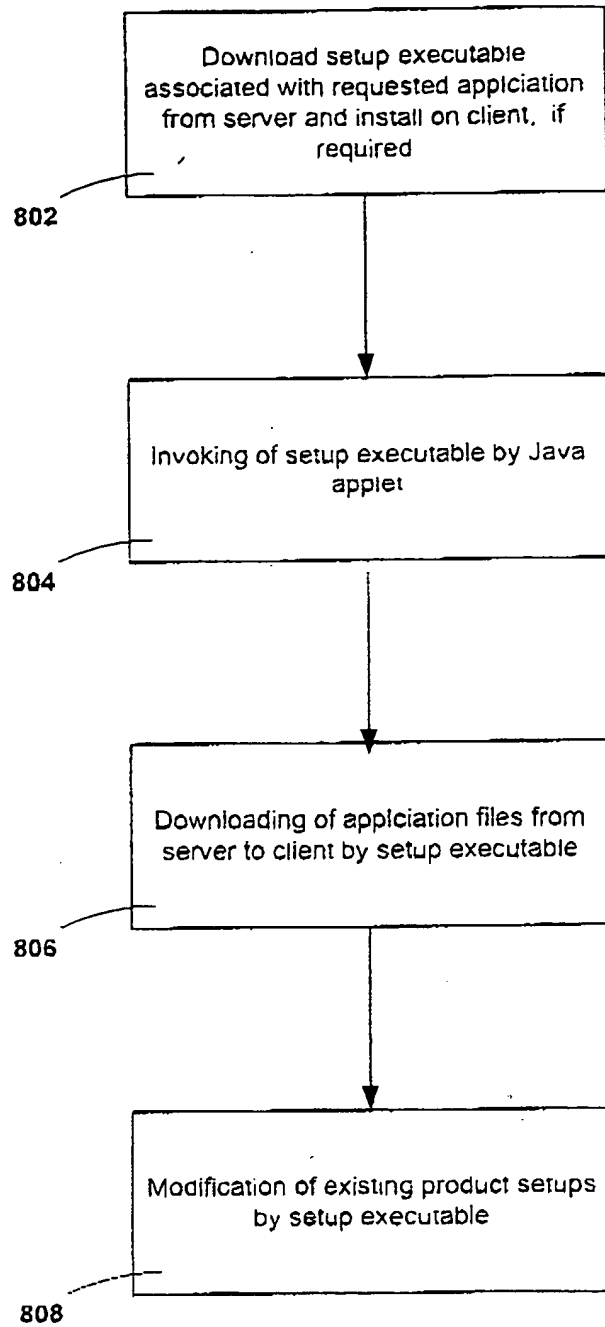 Download setup executable
associated with requested applciation
from server and install on client, if
required
802
Invoking of setup executable by Java
applet
804
Downloading of applciation files from
server to client by setup executable
806
Modification of existing product setups
by setup executable
808